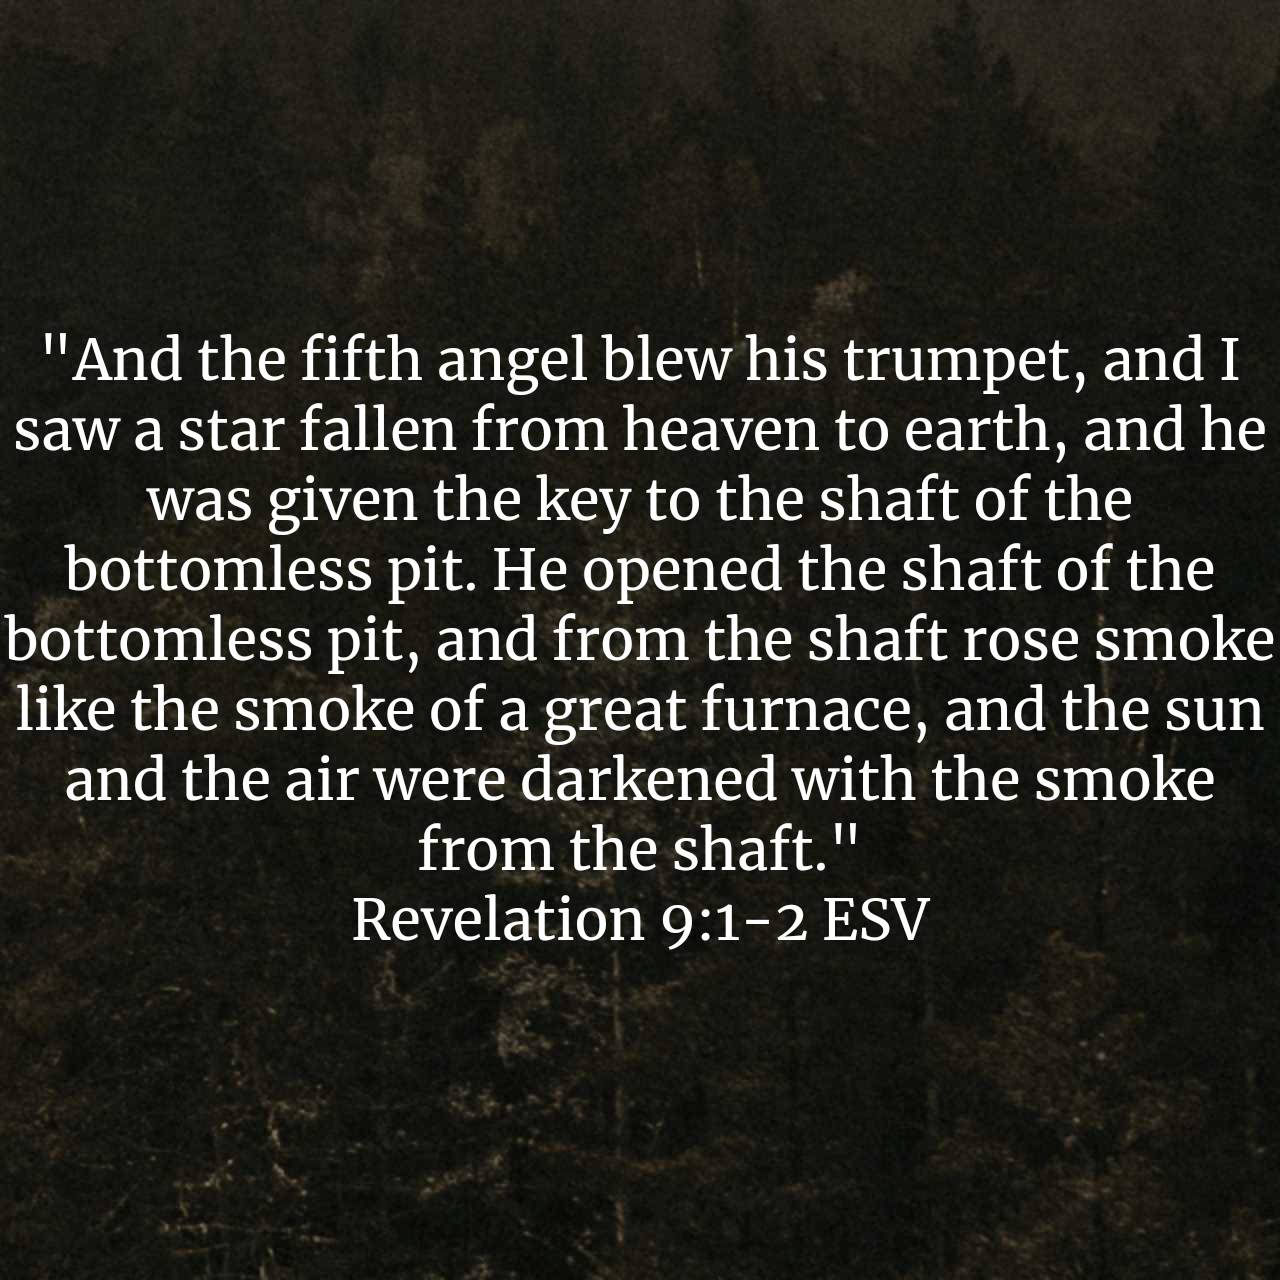 "And the fifth angel blew his trumpet, and I
saw a star fallen from heaven to earth, and he
was given the key to the shaft of the
bottomless pit. He opened the shaft of the
bottomless pit, and from the shaft rose smoke
like the smoke of a great furnace, and the sun
and the air were darkened with the smoke
from the shaft."
Revelation 9:1-2 ESV